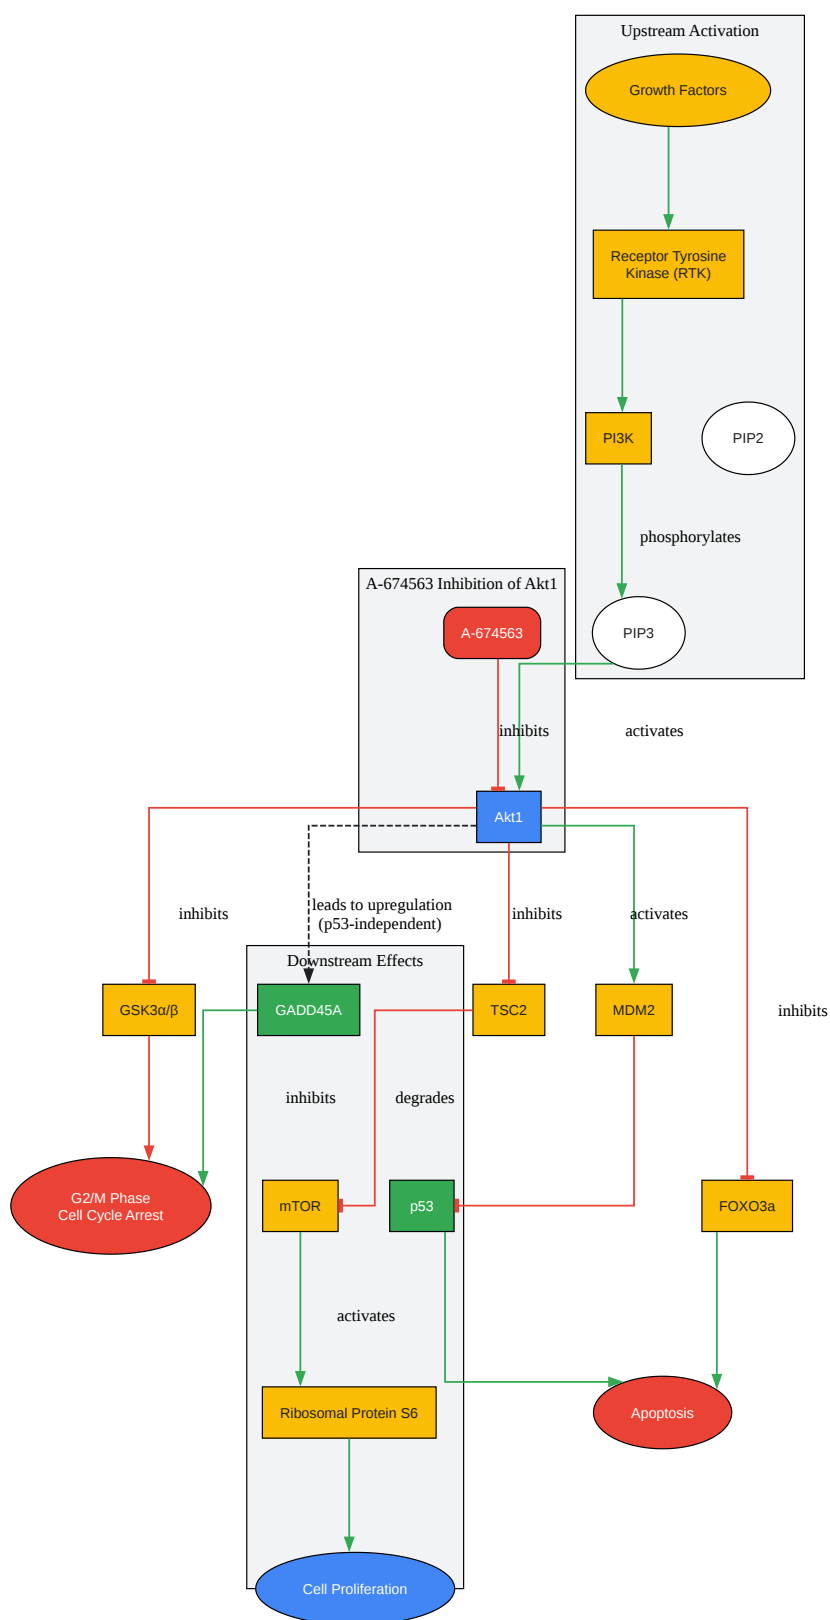 Upstream Activation
Growth Factors
Receptor Tyrosine
Kinase (RTK)
PI3K
PIP2
phosphorylates
A-674563 Inhibition of Akt1
A-674563
PIP3
inhibits
activates
Akt1
inhibits
leads to upregulation
(p53-independent)
inhibits
activates
Downstream Effects
GSK3α/β
GADD45A
TSC2
MDM2
inhibits
inhibits
degrades
G2/M Phase
Cell Cycle Arrest
mTOR
p53
FOXO3a
activates
Ribosomal Protein S6
Apoptosis
Cell Proliferation